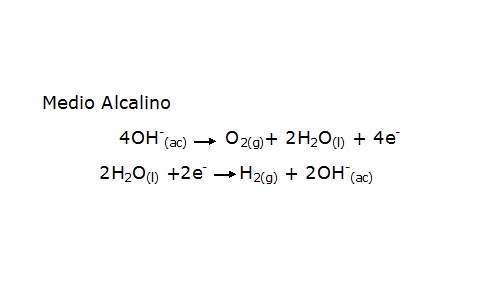 Medio Alcalino
4OH⁻(ac) → O₂(g)+ 2H₂O(l) + 4e⁻
2H₂O(l) +2e⁻ →H₂(g) + 2OH⁻(ac)